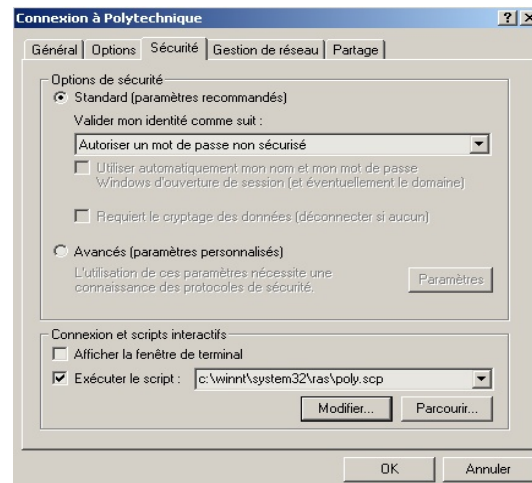 Connexion à Polytechnique
Général Options Sécurité Gestion de réseau Partage
Options de sécurité
Standard (paramètres recommandés)
Valider mon identité comme suit :
Autoriser un mot de passe non sécurisé
Utiliser automatiquement mon nom et mon mot de passe
Windows d'ouverture de session (et éventuellement le domaine)
Requiert le cryptage des données (déconnecter si aucun)
Avancés (paramètres personnalisés)
L'utilisation de ces paramètres nécessite une
connaissance des protocoles de sécurité.
Paramètres
Connexion et scripts interactifs
Afficher la fenêtre de terminal
Exécuter le script : c:\winnt\system32\ras\poly.scp
Modifier... Parcourir...
OK Annuler